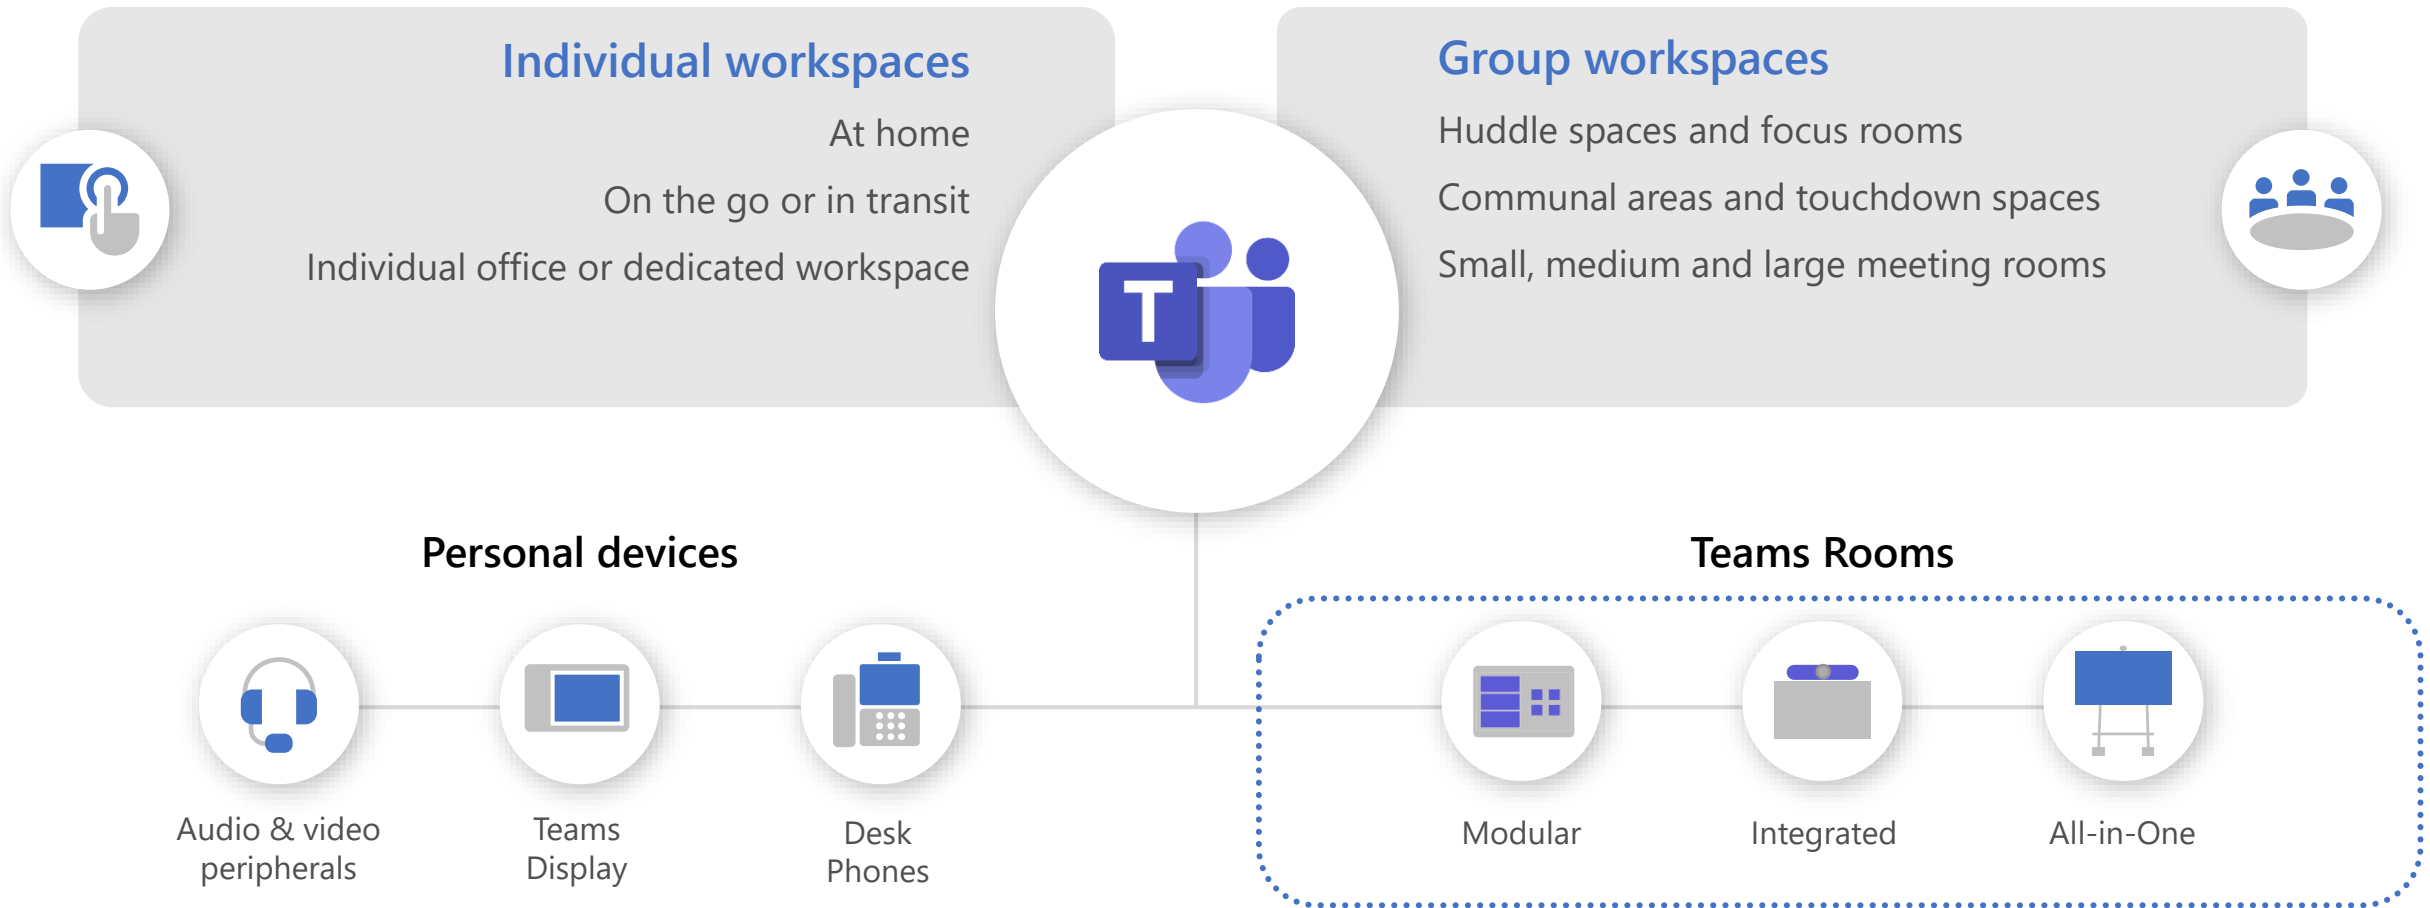 Individual workspaces
At home
On the go or in transit
Individual office or dedicated workspace
Group workspaces
Huddle spaces and focus rooms
Communal areas and touchdown spaces
Small, medium and large meeting rooms
T
Personal devices
Audio & video
peripherals
Teams
Display
Desk
Phones
Teams Rooms
Modular
Integrated
All-in-One